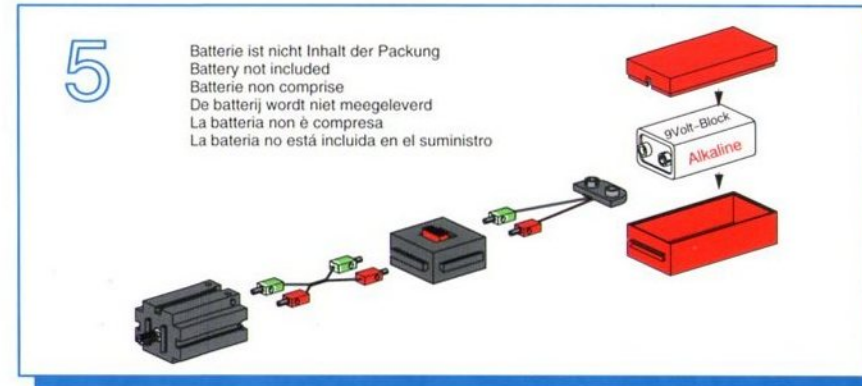 5
Batterie ist nicht Inhalt der Packung
Battery not included
Batterie non comprise
De batterij wordt niet meegeleverd
La batteria non è compresa
La bateria no está incluida en el suministro
9Volt-Block
Alkaline